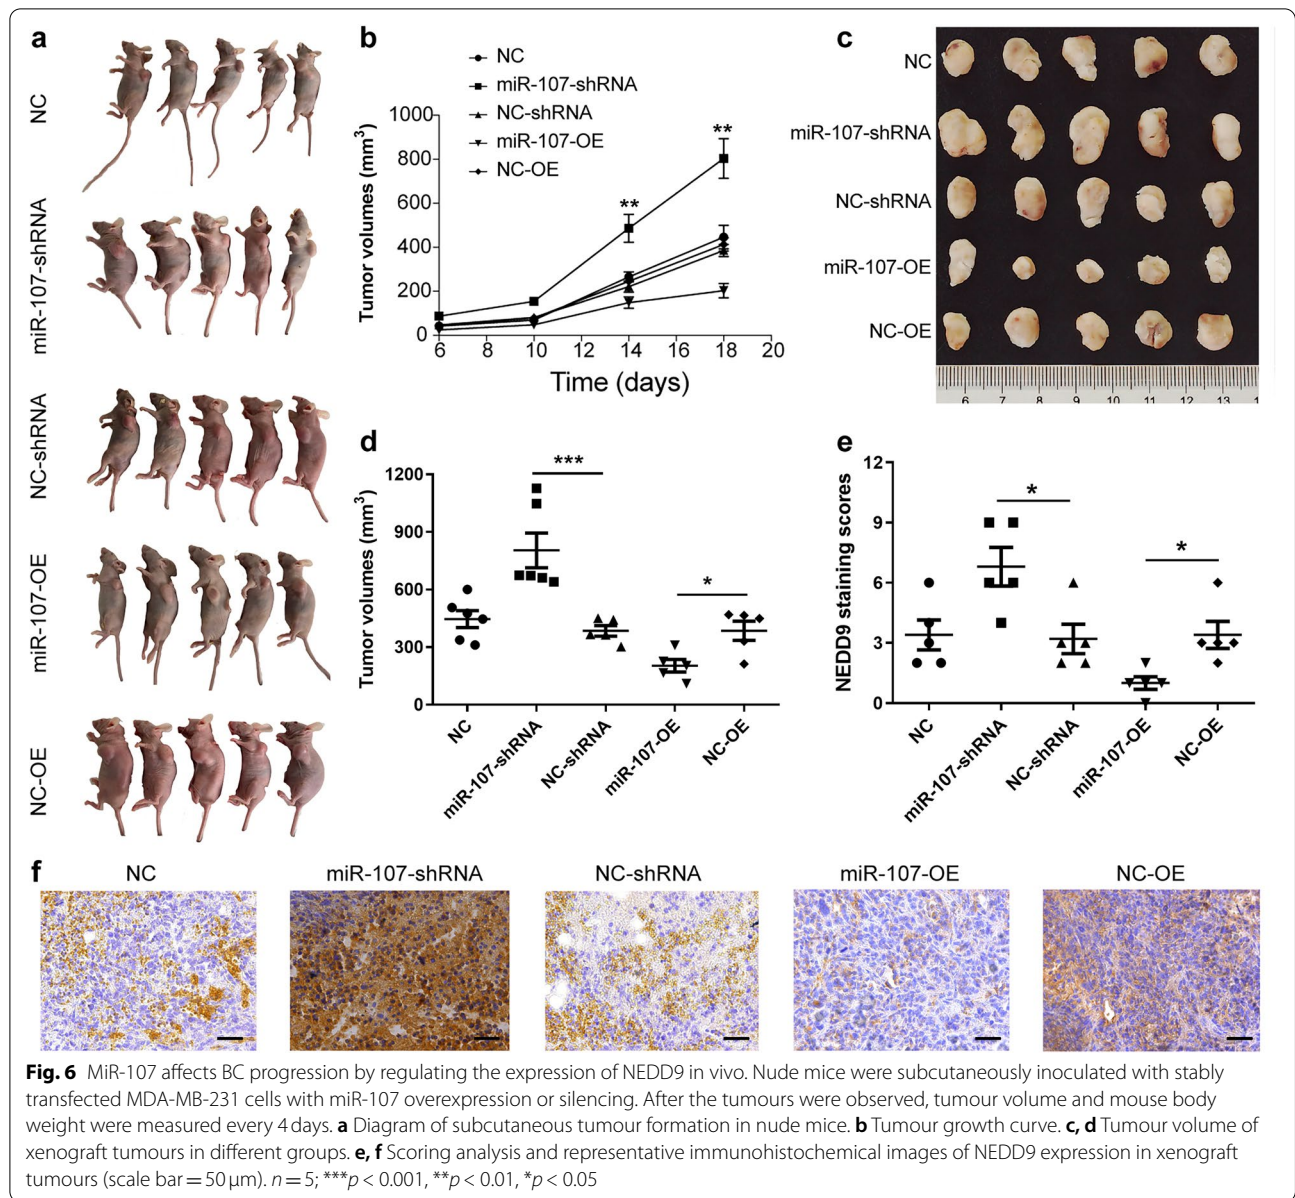 a
NC
miR-107-shRNA
NC-shRNA
miR-107-OE
NC-OE
b
NC
miR-107-shRNA
NC-shRNA
miR-107-OE
NC-OE
Tumor volumes (mm³)
1000
800
600
400
200
0
**
**
6 8 10 12 14 16 18 20
Time (days)
c
NC
miR-107-shRNA
NC-shRNA
miR-107-OE
NC-OE
6 7 8 9 10 11 12 13 1
d
Tumor volumes (mm³)
1200
900
600
300
0
***
*
NC
miR-107-shRNA
NC-shRNA
miR-107-OE
NC-OE
e
NEDD9 staining scores
12
9
6
3
0
*
*
NC
miR-107-shRNA
NC-shRNA
miR-107-OE
NC-OE
f
NC
miR-107-shRNA
NC-shRNA
miR-107-OE
NC-OE
Fig. 6 MiR-107 affects BC progression by regulating the expression of NEDD9 in vivo. Nude mice were subcutaneously inoculated with stably
transfected MDA-MB-231 cells with miR-107 overexpression or silencing. After the tumours were observed, tumour volume and mouse body
weight were measured every 4 days. a Diagram of subcutaneous tumour formation in nude mice. b Tumour growth curve. c, d Tumour volume of
xenograft tumours in different groups. e, f Scoring analysis and representative immunohistochemical images of NEDD9 expression in xenograft
tumours (scale bar = 50 μm). n = 5; ***p < 0.001, **p < 0.01, *p < 0.05